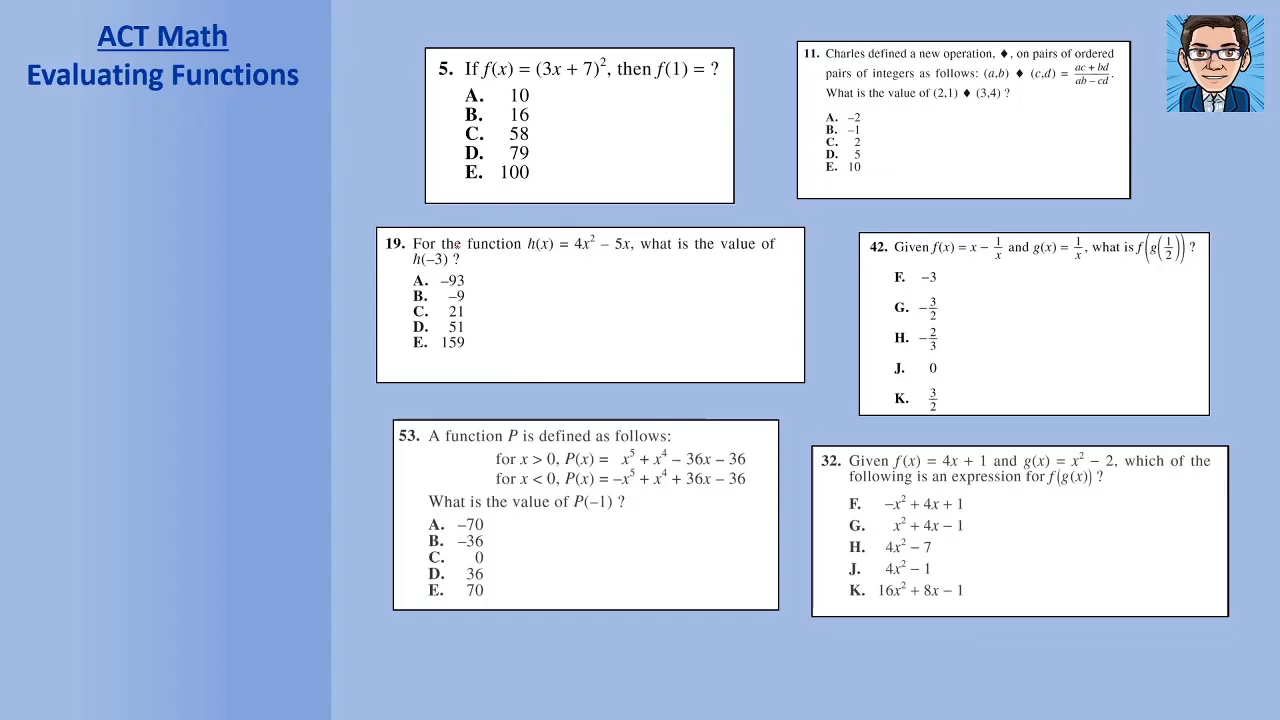 ACT Math
Evaluating Functions
5. If f(x) = (3x + 7)², then f(1) = ?
A. 10
B. 16
C. 58
D. 79
E. 100
11. Charles defined a new operation, ♦, on pairs of ordered
pairs of integers as follows: (a,b) ♦ (c,d) = (ac + bd)/(ab – cd).
What is the value of (2,1) ♦ (3,4) ?
A. –2
B. –1
C. 2
D. 5
E. 10
19. For the function h(x) = 4x² – 5x, what is the value of
h(–3) ?
A. –93
B. –9
C. 21
D. 51
E. 159
42. Given f(x) = x – 1/x and g(x) = 1/x, what is f(g(1/2)) ?
F. –3
G. –3/2
H. –2/3
J. 0
K. 3/2
53. A function P is defined as follows:
for x > 0, P(x) = x⁵ + x⁴ – 36x – 36
for x < 0, P(x) = –x⁵ + x⁴ + 36x – 36
What is the value of P(–1) ?
A. –70
B. –36
C. 0
D. 36
E. 70
32. Given f(x) = 4x + 1 and g(x) = x² – 2, which of the
following is an expression for f(g(x)) ?
F. –x² + 4x + 1
G. x² + 4x – 1
H. 4x² – 7
J. 4x² – 1
K. 16x² + 8x – 1